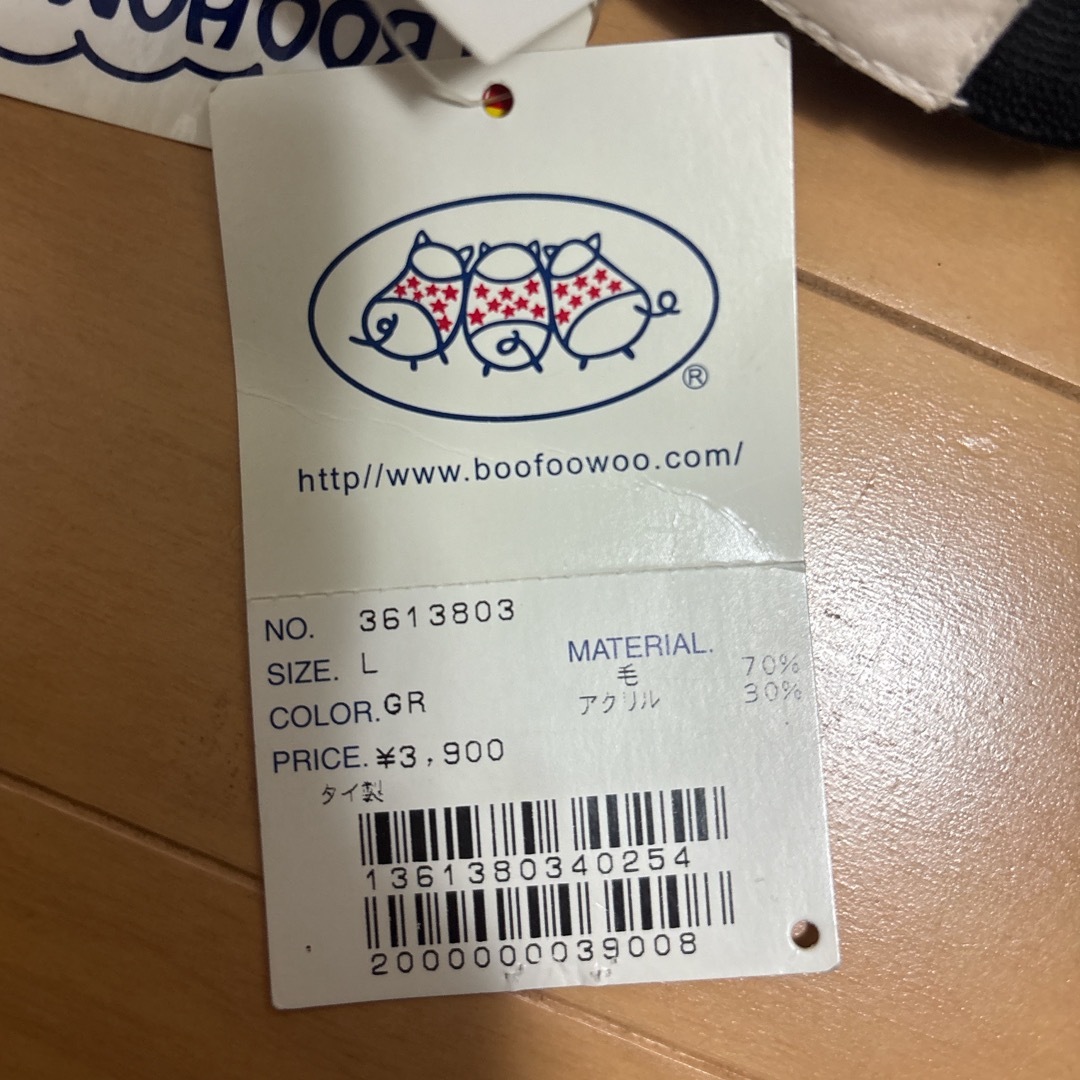 BOOHOM
®
http//www.boofoowoo.com/
NO. 3613803
SIZE. L
COLOR. GR
PRICE. ¥3,900
タイ製
MATERIAL.
毛 70%
アクリル 30%
1361380340254
2000000039008